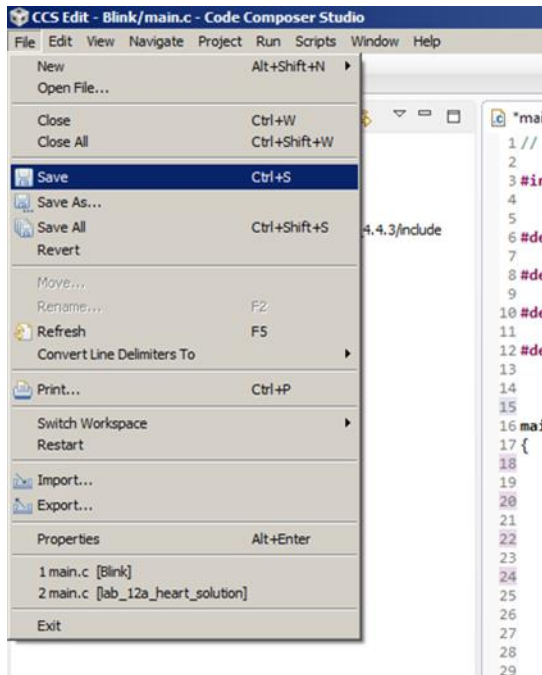 CCS Edit - Blink/main.c - Code Composer Studio
File Edit View Navigate Project Run Scripts Window Help
New Alt+Shift+N
Open File...
Close Ctrl+W
Close All Ctrl+Shift+W
Save Ctrl+S
Save As...
Save All Ctrl+Shift+S
Revert
Move...
Rename... F2
Refresh F5
Convert Line Delimiters To
Print... Ctrl+P
Switch Workspace
Restart
Import...
Export...
Properties Alt+Enter
1 main.c [Blink]
2 main.c [lab_12a_heart_solution]
Exit
4.4.3/include
*mai
1 //
2
3 #in
4
5
6 #de
7
8 #de
9
10 #de
11
12 #de
13
14
15
16 mai
17 {
18
19
20
21
22
23
24
25
26
27
28
29